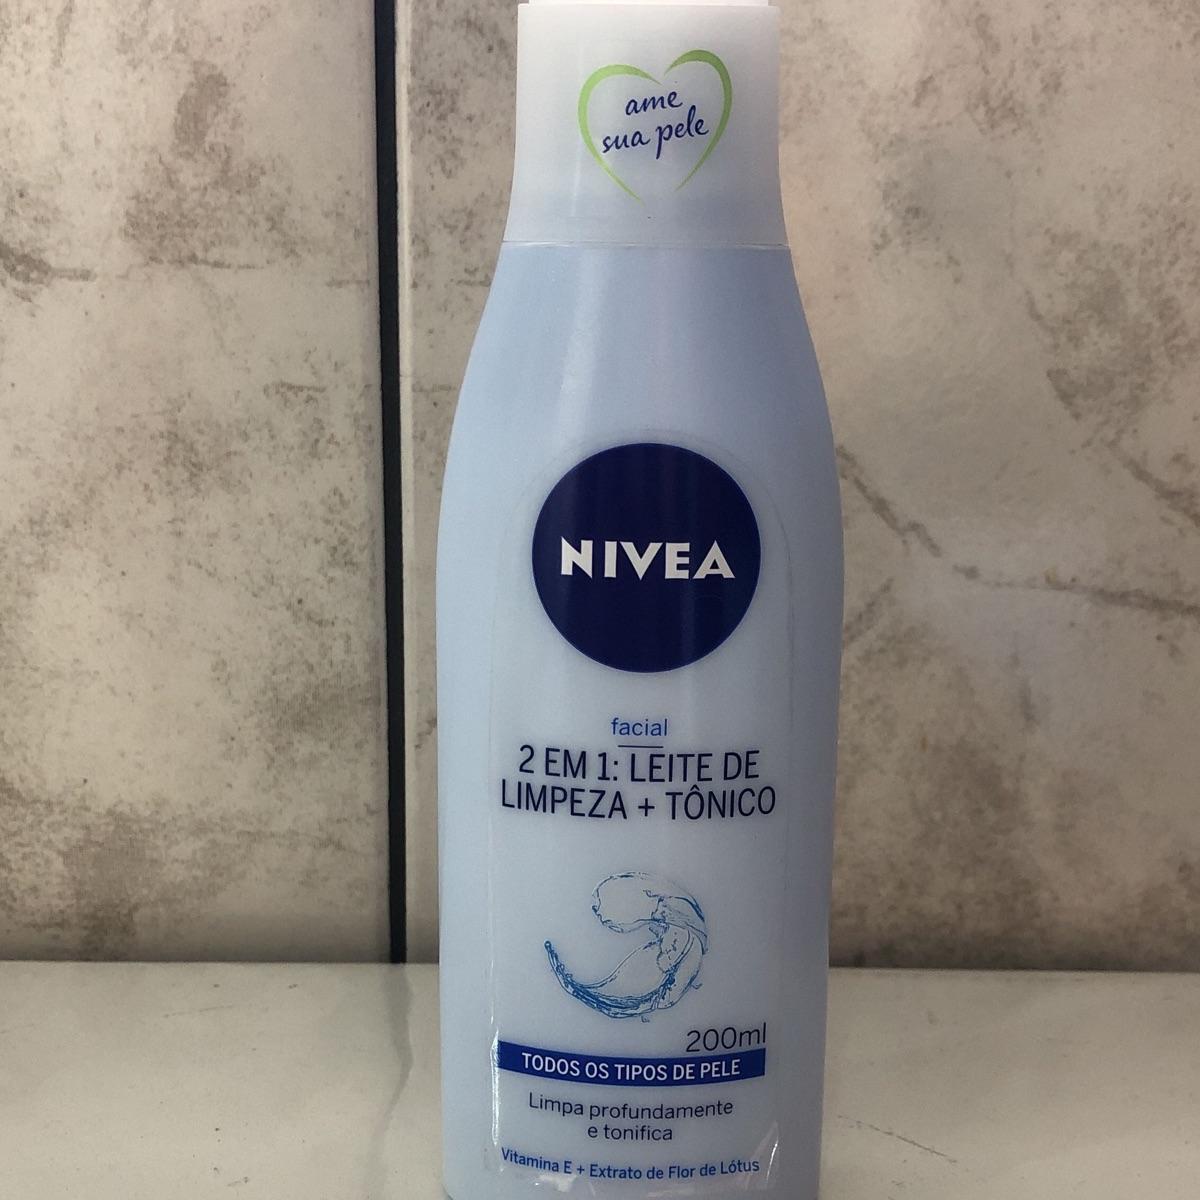 ame
sua pele
NIVEA
facial
2 EM 1: LEITE DE
LIMPEZA + TÔNICO
200ml
TODOS OS TIPOS DE PELE
Limpa profundamente
e tonifica
Vitamina E + Extrato de Flor de Lótus